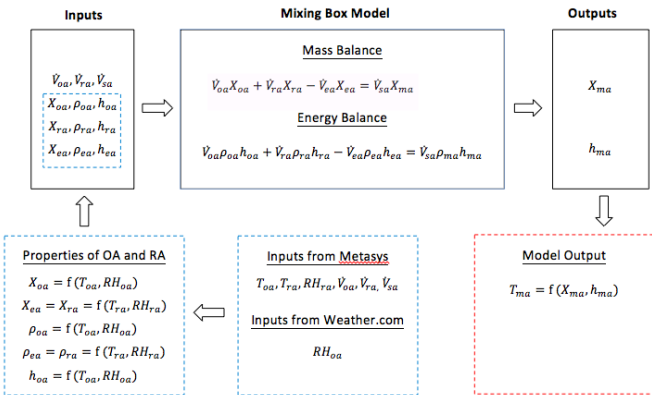 Inputs
V̇oa, V̇ra, V̇sa
Xoa, ρoa, hoa
Xra, ρra, hra
Xea, ρea, hea
Mixing Box Model
Mass Balance
V̇oaXoa + V̇raXra − V̇eaXea = V̇saXma
Energy Balance
V̇oaρoahoa + V̇raρrahra − V̇eaρeahea = V̇saρmahma
Outputs
Xma
hma
Properties of OA and RA
Xoa = f(Toa, RHoa)
Xea = Xra = f(Tra, RHra)
ρoa = f(Toa, RHoa)
ρea = ρra = f(Tra, RHra)
hoa = f(Toa, RHoa)
Inputs from Metasys
Toa, Tra, RHra, V̇oa, V̇ra, V̇sa
Inputs from Weather.com
RHoa
Model Output
Tma = f(Xma, hma)